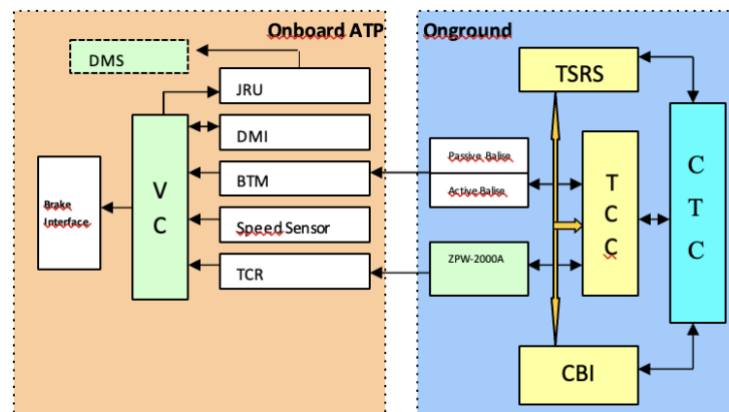 Onboard ATP
Onground
DMS
TSRS
JRU
DMI
BTM
Speed Sensor
TCR
V
C
Brake
Interface
Passive Balise
Active Balise
ZPW-2000A
T
C
C
C
T
C
CBI